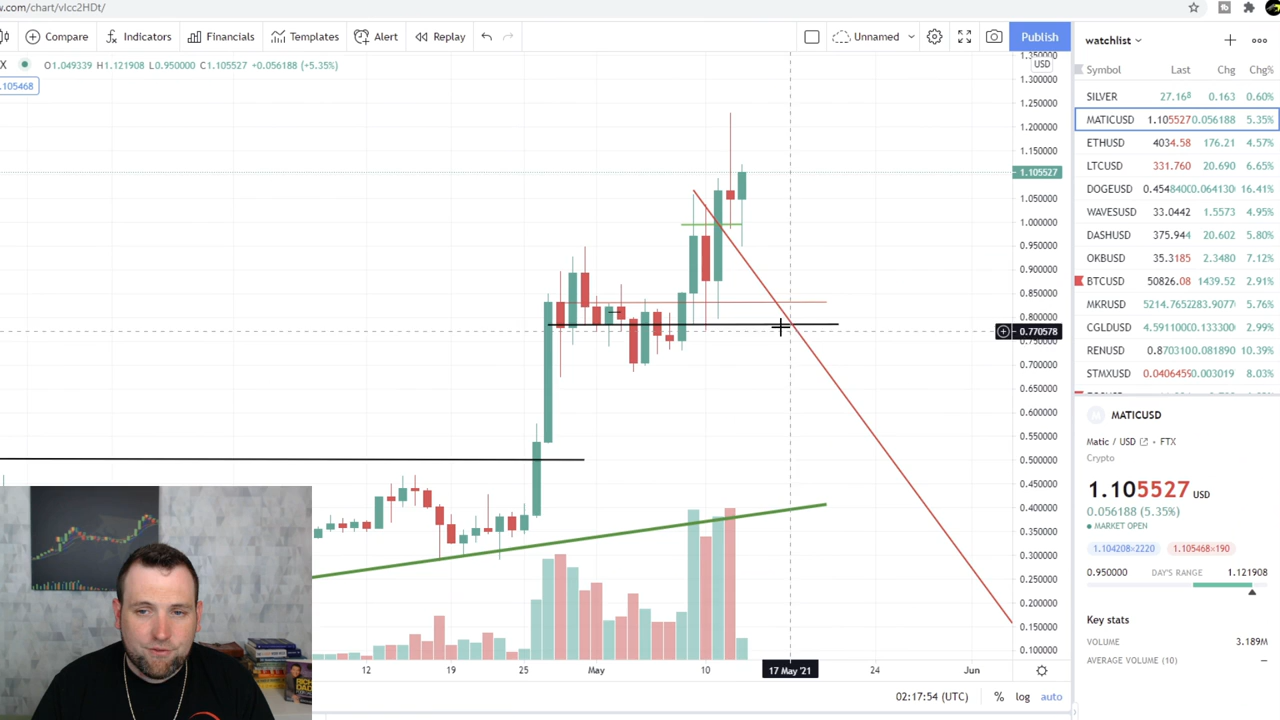 w.com/chart/vlcc2HDt/
Compare Indicators Financials Templates Alert Replay Unnamed Publish
X O1.049339 H1.121908 L0.950000 C1.105527 +0.056188 (+5.35%)
.105468
USD
1.300000
1.250000
1.200000
1.150000
1.105527
1.050000
1.000000
0.950000
0.900000
0.850000
0.800000
0.770578
0.750000
0.700000
0.650000
0.600000
0.550000
0.500000
0.450000
0.400000
0.350000
0.300000
0.250000
0.200000
0.150000
0.100000
12 19 25 May 10 17 May '21 24 Jun
02:17:54 (UTC) % log auto
watchlist
Symbol Last Chg Chg%
SILVER 27.168 0.163 0.60%
MATICUSD 1.105527 0.056188 5.35%
ETHUSD 4034.58 176.21 4.57%
LTCUSD 331.760 20.690 6.65%
DOGEUSD 0.454840 0.064130 16.41%
WAVESUSD 33.0442 1.5573 4.95%
DASHUSD 375.944 20.602 5.80%
OKBUSD 35.3185 2.3480 7.12%
BTCUSD 50826.08 1439.52 2.91%
MKRUSD 5214.7652 5.76%
CGLDUSD 4.59110 3.00%
RENUSD 0.870310 0.081890 10.39%
STMXUSD 0.040645 0.003019 8.03%
MATICUSD
Matic / USD • FTX
Crypto
1.105527 USD
0.056188 (5.35%)
• MARKET OPEN
1.104208×2220 1.105468×190
0.950000 DAY'S RANGE 1.121908
Key stats
VOLUME 3.189M
AVERAGE VOLUME (10) —